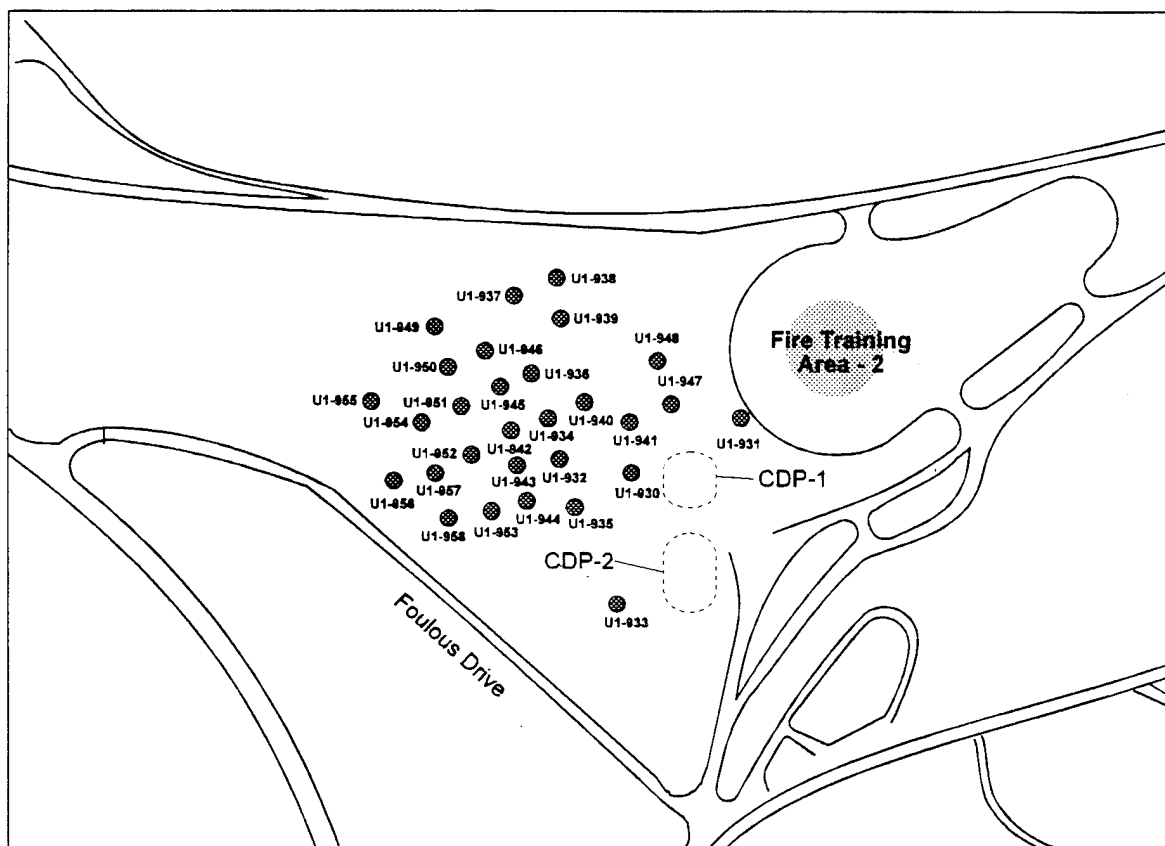 U1-938
U1-937
U1-939
U1-949
U1-946
U1-948
U1-950
U1-936
U1-947
Fire Training
Area - 2
U1-955
U1-951
U1-945
U1-940
U1-954
U1-934
U1-941
U1-931
U1-952
U1-942
U1-932
U1-943
U1-930
CDP-1
U1-957
U1-956
U1-944
U1-935
U1-958
U1-953
CDP-2
U1-933
Foulous Drive